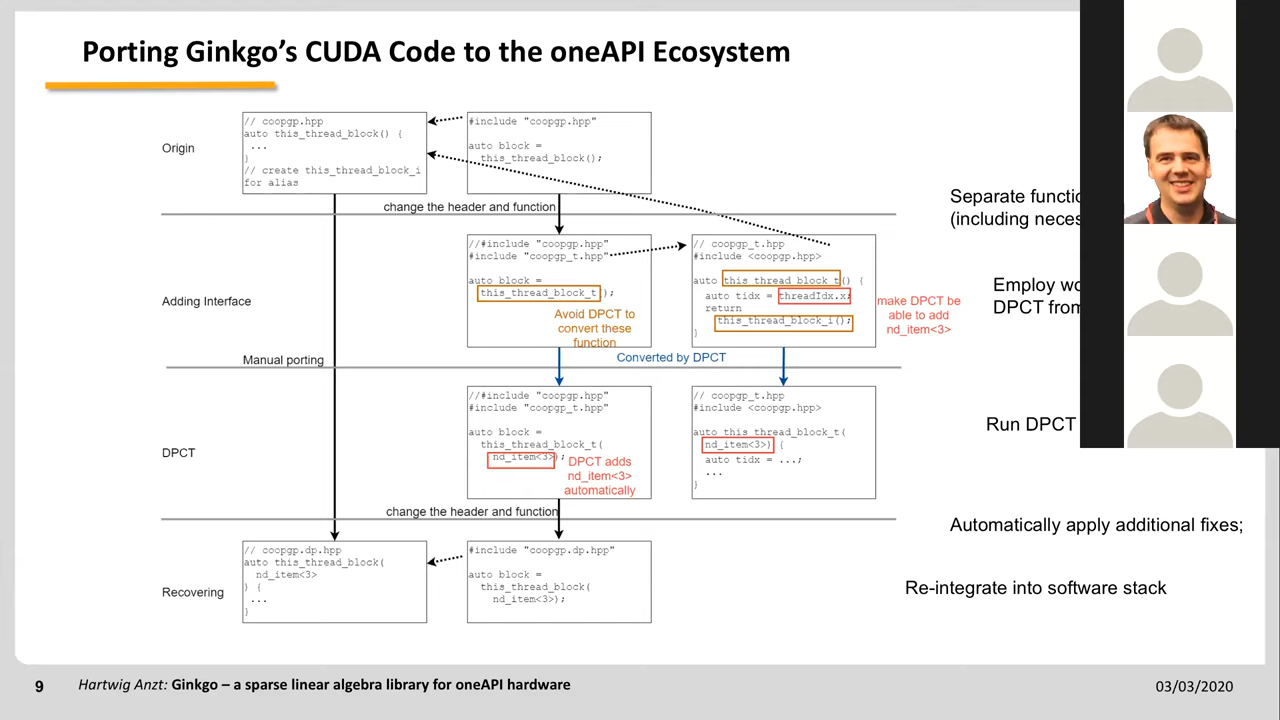 Porting Ginkgo’s CUDA Code to the oneAPI Ecosystem
Origin
// coopgp.hpp
auto this_thread_block() {
...
}
// create this_thread_block_i
for alias
#include "coopgp.hpp"
auto block =
this_thread_block();
change the header and function
Separate functio
(including neces
Adding Interface
//#include "coopgp.hpp"
#include "coopgp_t.hpp"
auto block =
this_thread_block_t();
Avoid DPCT to
convert these
function
// coopgp_t.hpp
#include <coopgp.hpp>
auto this_thread_block_t() {
auto tidx = threadIdx.x;
return
this_thread_block_i();
}
make DPCT be
able to add
nd_item<3>
Employ wo
DPCT from
Manual porting
Converted by DPCT
DPCT
//#include "coopgp.hpp"
#include "coopgp_t.hpp"
auto block =
this_thread_block_t(
nd_item<3>);
DPCT adds
nd_item<3>
automatically
// coopgp_t.hpp
#include <coopgp.hpp>
auto this_thread_block_t(
nd_item<3>) {
auto tidx = ...;
...
}
Run DPCT
change the header and function
Automatically apply additional fixes;
Recovering
// coopgp.dp.hpp
auto this_thread_block(
nd_item<3>
) {
...
}
#include "coopgp.dp.hpp"
auto block =
this_thread_block(
nd_item<3>);
Re-integrate into software stack
9
Hartwig Anzt: Ginkgo – a sparse linear algebra library for oneAPI hardware
03/03/2020